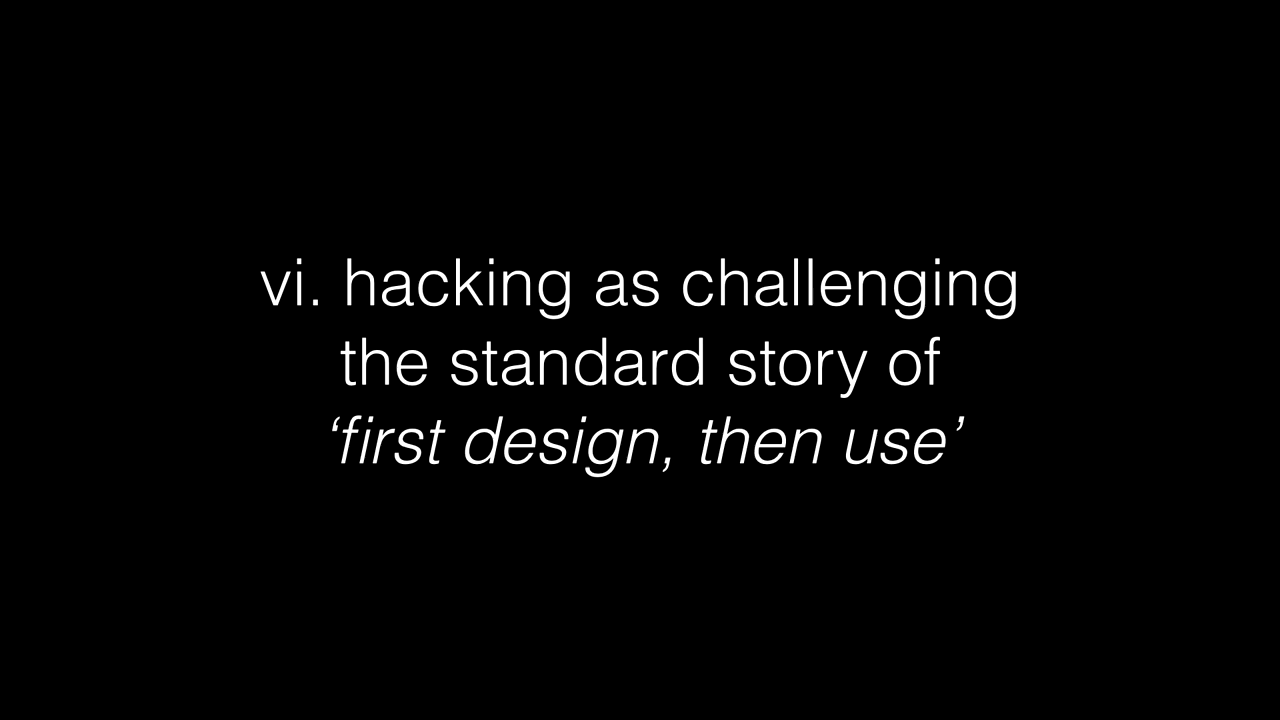 vi. hacking as challenging
the standard story of
‘first design, then use’